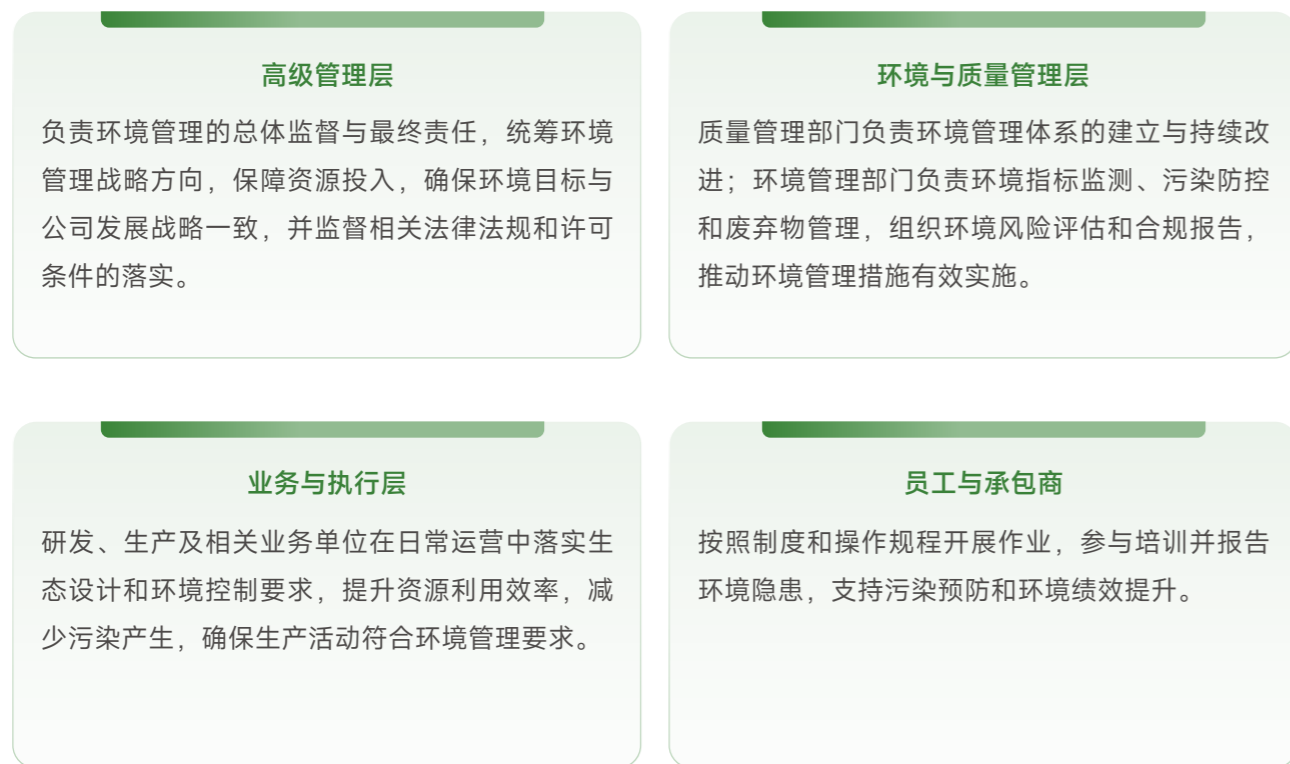 高级管理层
负责环境管理的总体监督与最终责任，统筹环境
管理战略方向，保障资源投入，确保环境目标与
公司发展战略一致，并监督相关法律法规和许可
条件的落实。
环境与质量管理层
质量管理部门负责环境管理体系的建立与持续改
进；环境管理部门负责环境指标监测、污染防控
和废弃物管理，组织环境风险评估和合规报告，
推动环境管理措施有效实施。
业务与执行层
研发、生产及相关业务单位在日常运营中落实生
态设计和环境控制要求，提升资源利用效率，减
少污染产生，确保生产活动符合环境管理要求。
员工与承包商
按照制度和操作规程开展作业，参与培训并报告
环境隐患，支持污染预防和环境绩效提升。